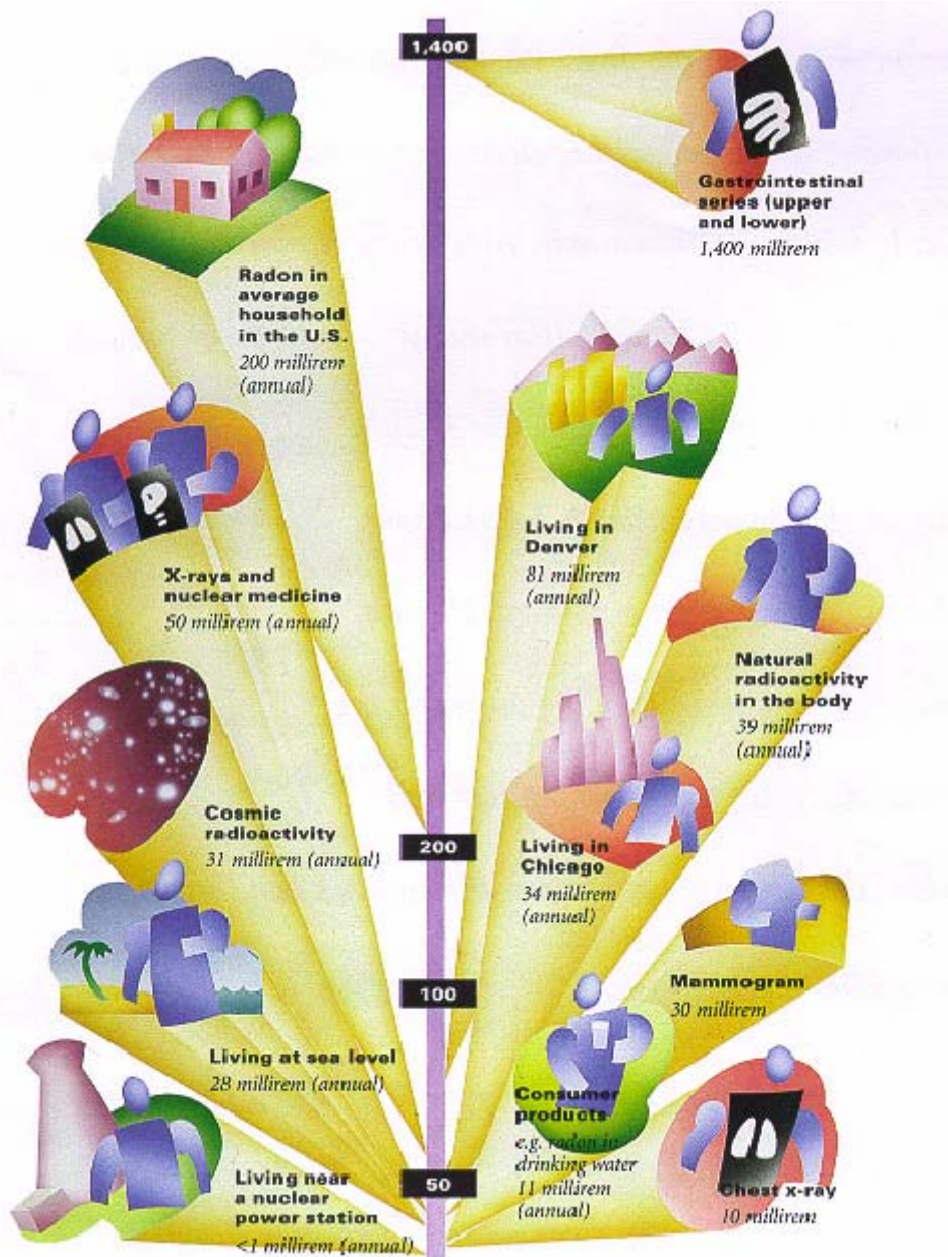 1,400
Gastrointestinal
series (upper
and lower)
1,400 millirem
Radon in
average
household
in the U.S.
200 millirem
(annual)
Living in
Denver
81 millirem
(annual)
X-rays and
nuclear medicine
50 millirem (annual)
Natural
radioactivity
in the body
39 millirem
(annual)
Cosmic
radioactivity
31 millirem (annual)
200
Living in
Chicago
34 millirem
(annual)
Mammogram
30 millirem
100
Living at sea level
28 millirem (annual)
Consumer
products
e.g. radon in
drinking water
11 millirem
(annual)
50
Living near
a nuclear
power station
<1 millirem (annual)
Chest x-ray
10 millirem